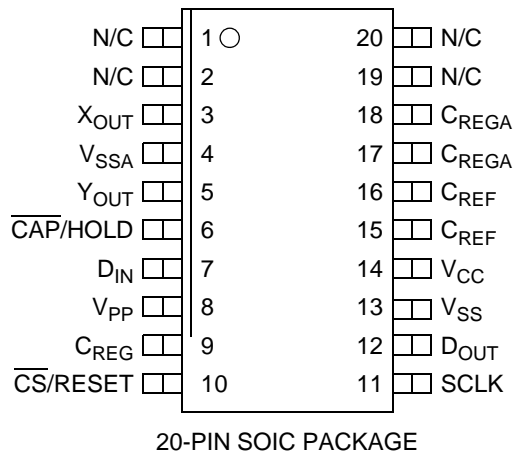 N/C 1 20 N/C
N/C 2 19 N/C
XOUT 3 18 CREGA
VSSA 4 17 CREGA
YOUT 5 16 CREF
CAP/HOLD 6 15 CREF
DIN 7 14 VCC
VPP 8 13 VSS
CREG 9 12 DOUT
CS/RESET 10 11 SCLK
20-PIN SOIC PACKAGE